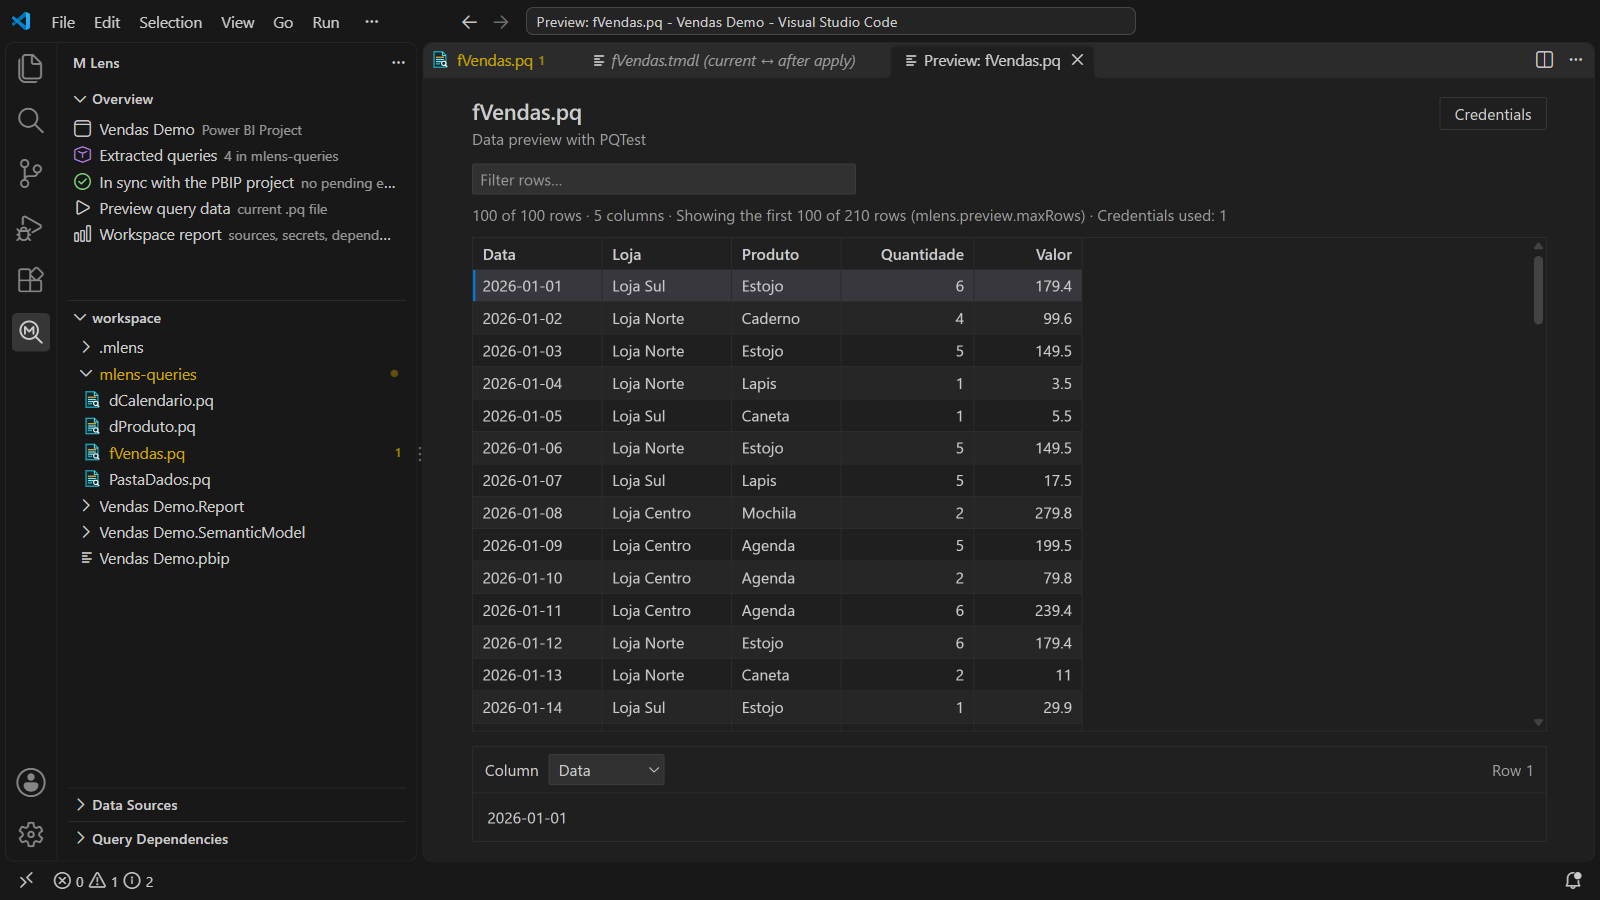 File Edit Selection View Go Run ···
Preview: fVendas.pq - Vendas Demo - Visual Studio Code
M Lens
Overview
Vendas Demo Power BI Project
Extracted queries 4 in mlens-queries
In sync with the PBIP project no pending e...
Preview query data current .pq file
Workspace report sources, secrets, depend...
workspace
.mlens
mlens-queries
dCalendario.pq
dProduto.pq
fVendas.pq 1
PastaDados.pq
Vendas Demo.Report
Vendas Demo.SemanticModel
Vendas Demo.pbip
Data Sources
Query Dependencies
fVendas.pq 1
fVendas.tmdl (current ↔ after apply)
Preview: fVendas.pq
fVendas.pq
Credentials
Data preview with PQTest
Filter rows...
100 of 100 rows · 5 columns · Showing the first 100 of 210 rows (mlens.preview.maxRows) · Credentials used: 1
Data Loja Produto Quantidade Valor
2026-01-01 Loja Sul Estojo 6 179.4
2026-01-02 Loja Norte Caderno 4 99.6
2026-01-03 Loja Norte Estojo 5 149.5
2026-01-04 Loja Norte Lapis 1 3.5
2026-01-05 Loja Sul Caneta 1 5.5
2026-01-06 Loja Norte Estojo 5 149.5
2026-01-07 Loja Sul Lapis 5 17.5
2026-01-08 Loja Centro Mochila 2 279.8
2026-01-09 Loja Centro Agenda 5 199.5
2026-01-10 Loja Centro Agenda 2 79.8
2026-01-11 Loja Centro Agenda 6 239.4
2026-01-12 Loja Norte Estojo 6 179.4
2026-01-13 Loja Norte Caneta 2 11
2026-01-14 Loja Sul Estojo 1 29.9
Column Data Row 1
2026-01-01
0 1 2